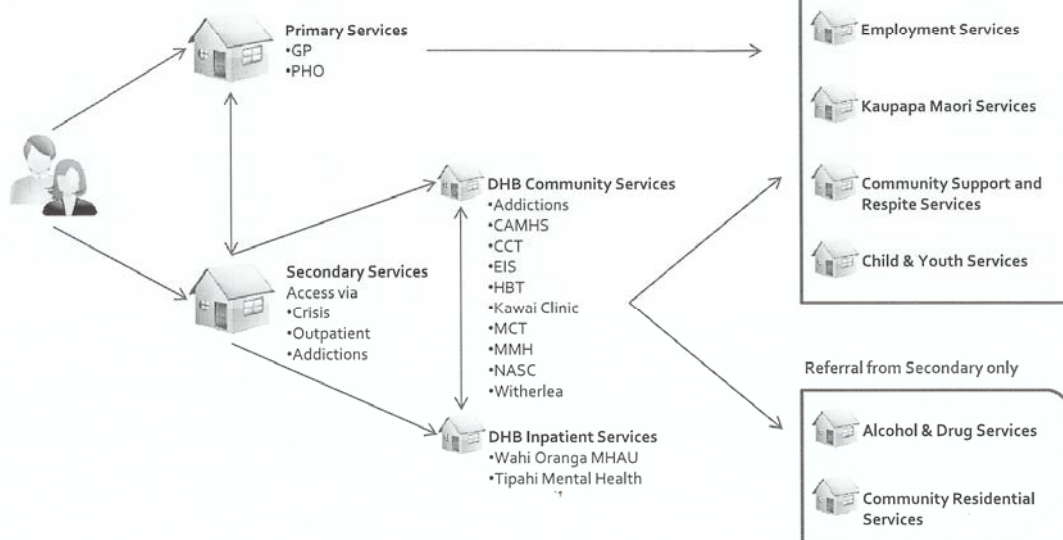 Primary Services
•GP
•PHO
Secondary Services
Access via
•Crisis
•Outpatient
•Addictions
DHB Community Services
•Addictions
•CAMHS
•CCT
•EIS
•HBT
•Kawai Clinic
•MCT
•MMH
•NASC
•Witherlea
DHB Inpatient Services
•Wahi Oranga MHAU
•Tipahi Mental Health
Employment Services
Kaupapa Maori Services
Community Support and
Respite Services
Child & Youth Services
Referral from Secondary only
Alcohol & Drug Services
Community Residential
Services